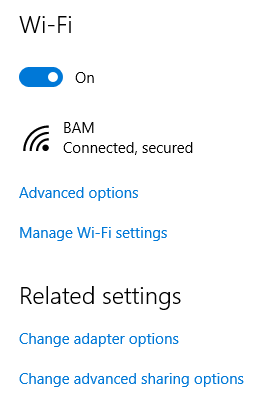 Wi-Fi
On
BAM
Connected, secured
Advanced options
Manage Wi-Fi settings
Related settings
Change adapter options
Change advanced sharing options